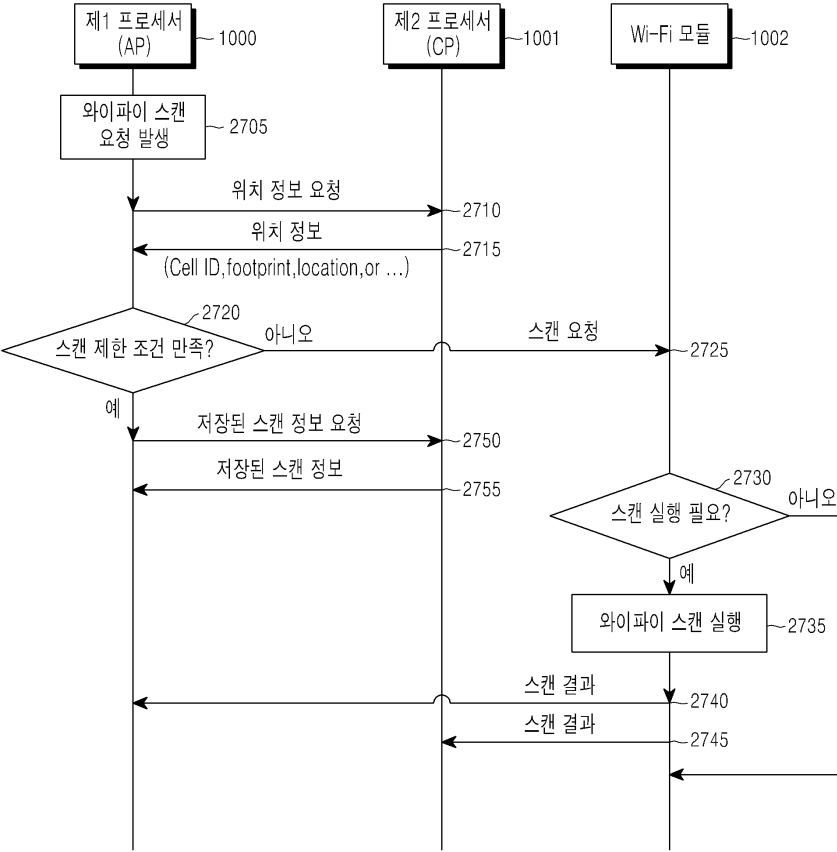 제1 프로세서
(AP)
1000
제2 프로세서
(CP)
1001
Wi-Fi 모듈
1002
와이파이 스캔
요청 발생
2705
위치 정보 요청
2710
위치 정보
2715
(Cell ID,footprint,location,or ...)
2720
스캔 제한 조건 만족?
아니오
스캔 요청
2725
예
저장된 스캔 정보 요청
2750
저장된 스캔 정보
2755
2730
스캔 실행 필요?
아니오
예
와이파이 스캔 실행
2735
스캔 결과
2740
스캔 결과
2745